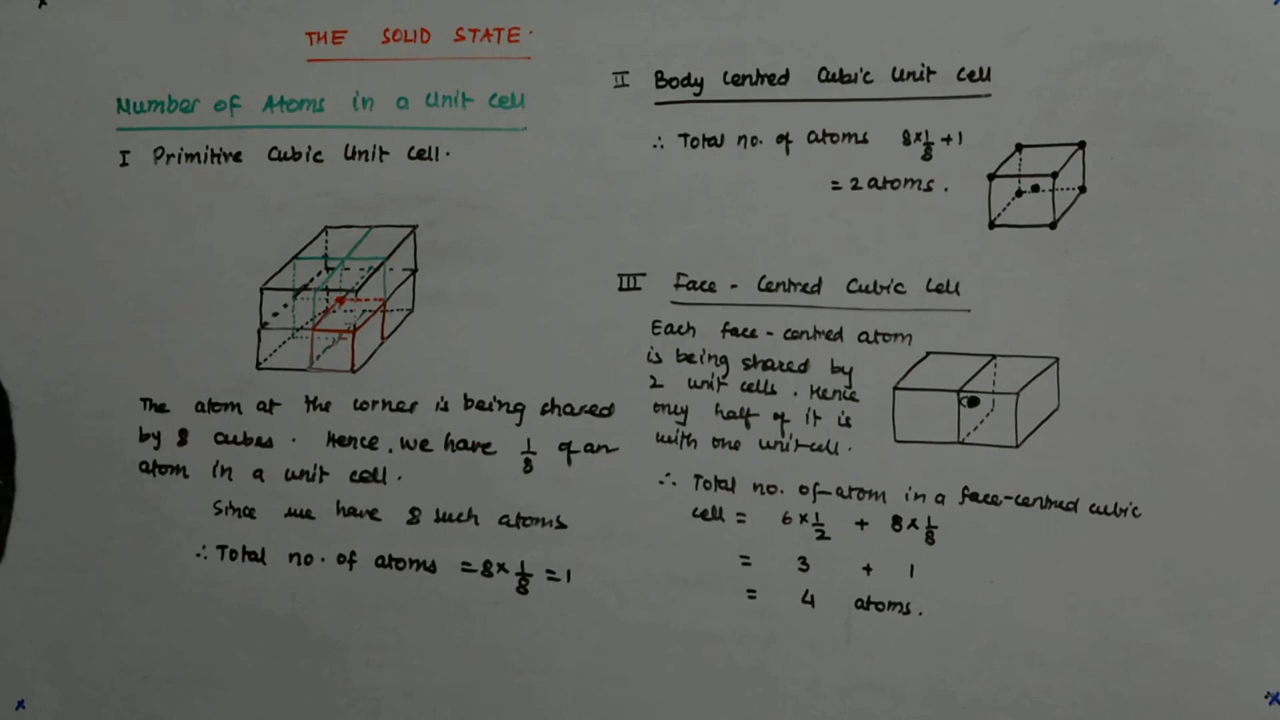 THE SOLID STATE.
Number of Atoms in a Unit cell
I Primitive Cubic Unit Cell.
The atom at the corner is being shared
by 8 cubes. Hence, we have 1/8 of an
atom in a unit cell.
Since we have 8 such atoms
∴ Total no. of atoms = 8 × 1/8 = 1
II Body Centred Cubic Unit Cell
∴ Total no. of atoms 8 × 1/8 + 1
= 2 atoms.
III Face - Centred Cubic Cell
Each face-centred atom
is being shared by
2 unit cells. Hence
only half of it is
with one unit cell.
∴ Total no. of atom in a face-centred cubic
cell = 6 × 1/2 + 8 × 1/8
= 3 + 1
= 4 atoms.